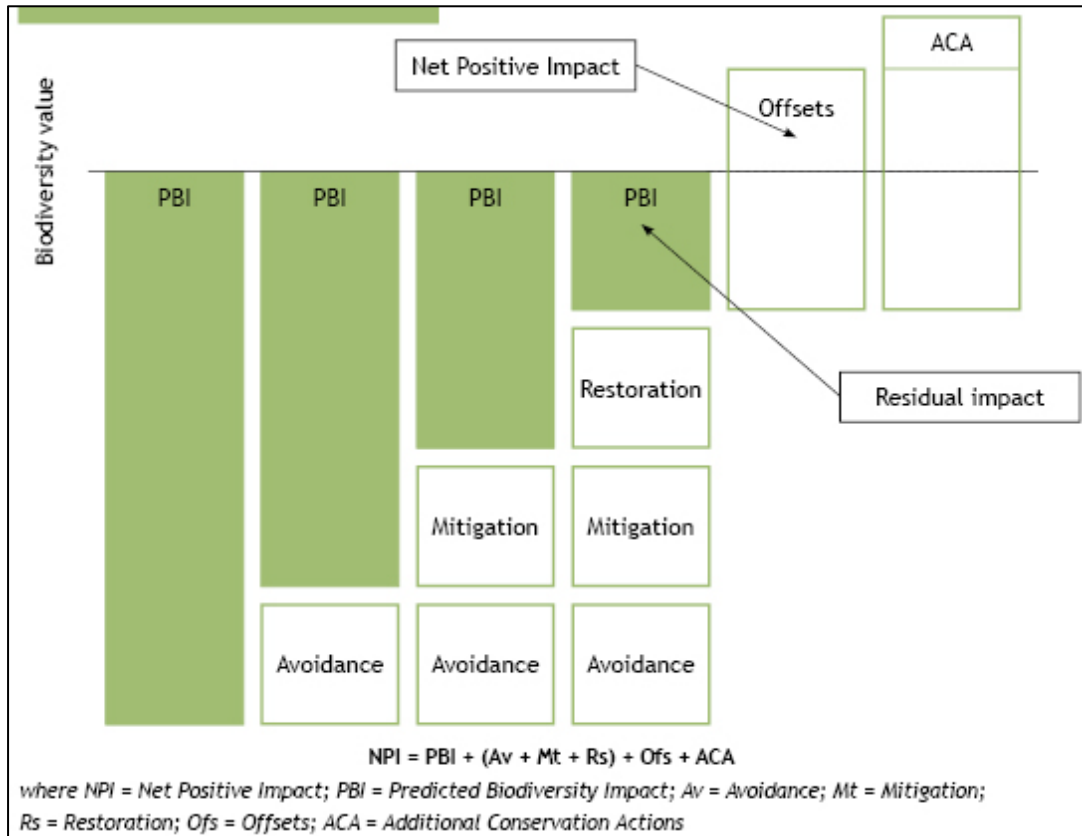 ACA
Net Positive Impact
Offsets
Biodiversity value
PBI PBI PBI PBI
Restoration
Residual impact
Mitigation Mitigation
Avoidance Avoidance Avoidance
NPI = PBI + (Av + Mt + Rs) + Ofs + ACA
where NPI = Net Positive Impact; PBI = Predicted Biodiversity Impact; Av = Avoidance; Mt = Mitigation;
Rs = Restoration; Ofs = Offsets; ACA = Additional Conservation Actions